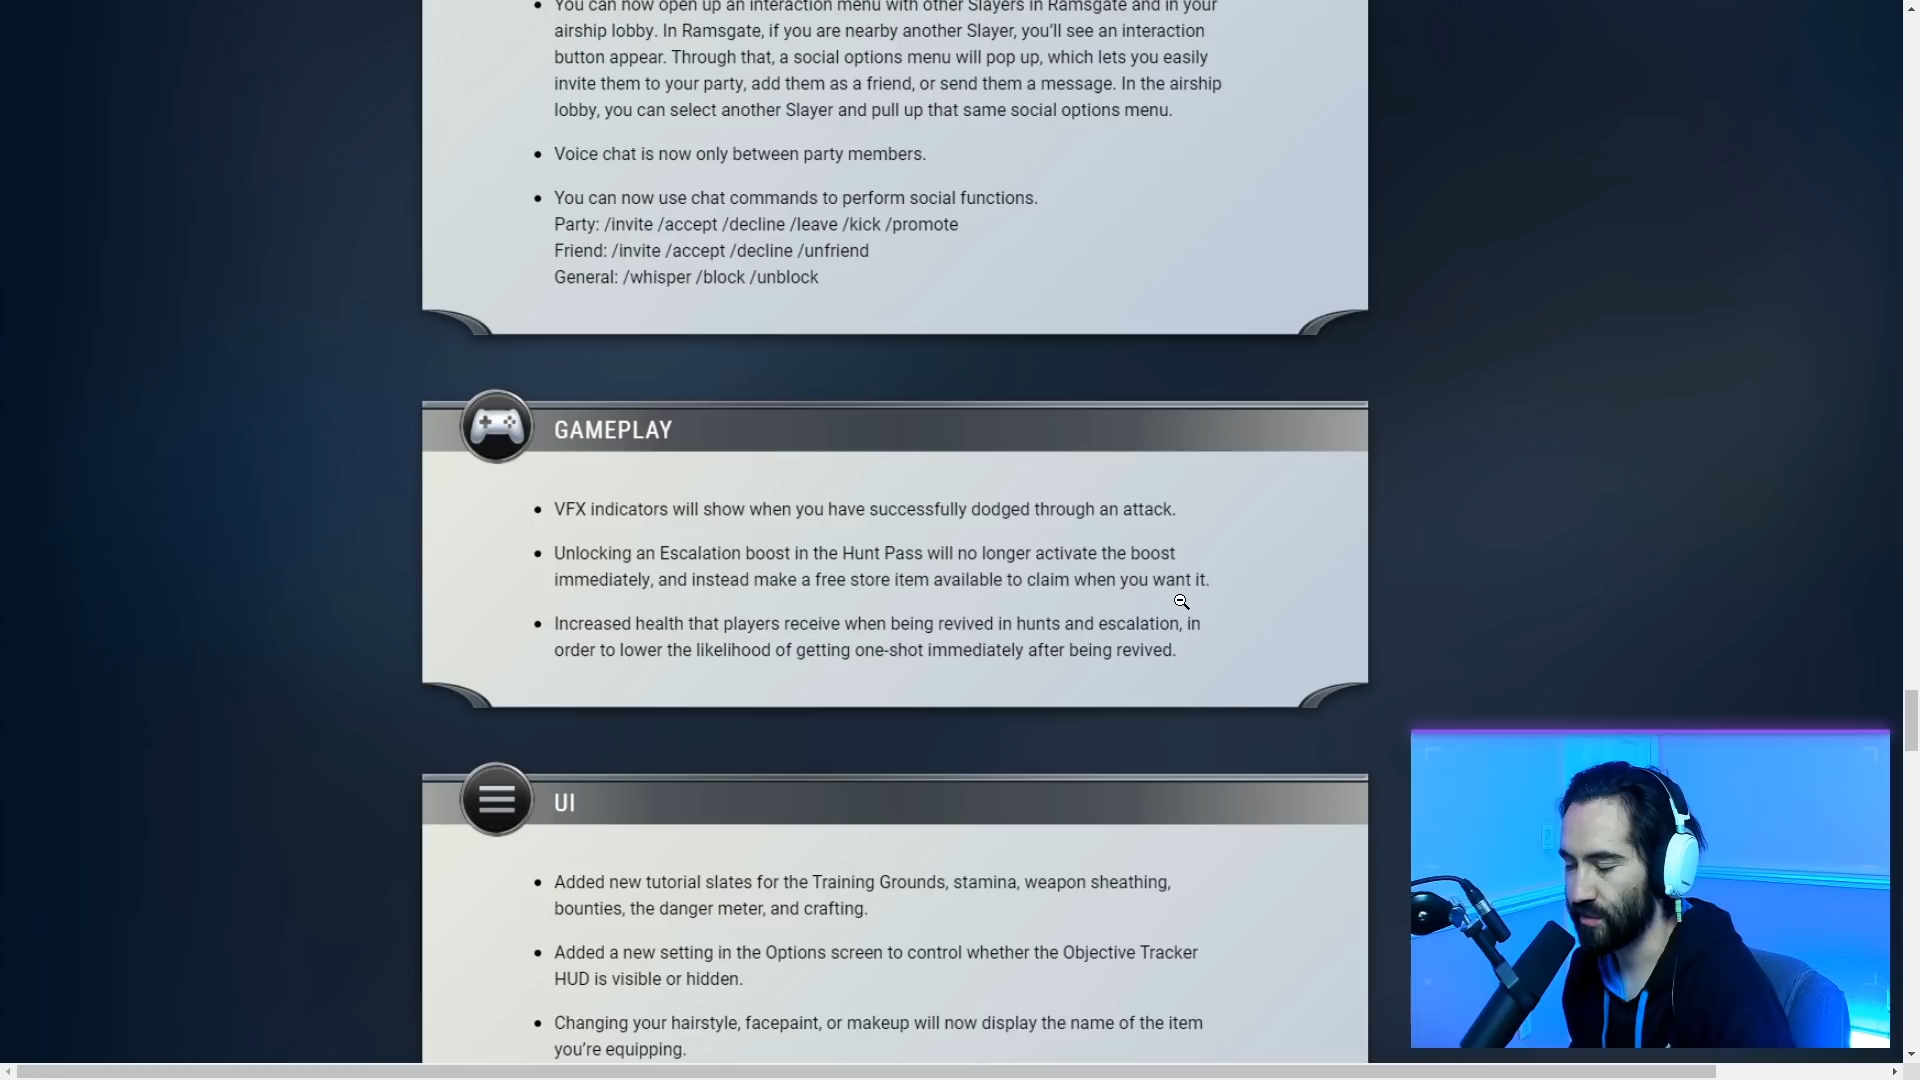 You can now open up an interaction menu with other Slayers in Ramsgate and in your
airship lobby. In Ramsgate, if you are nearby another Slayer, you’ll see an interaction
button appear. Through that, a social options menu will pop up, which lets you easily
invite them to your party, add them as a friend, or send them a message. In the airship
lobby, you can select another Slayer and pull up that same social options menu.
Voice chat is now only between party members.
You can now use chat commands to perform social functions.
Party: /invite /accept /decline /leave /kick /promote
Friend: /invite /accept /decline /unfriend
General: /whisper /block /unblock
GAMEPLAY
VFX indicators will show when you have successfully dodged through an attack.
Unlocking an Escalation boost in the Hunt Pass will no longer activate the boost
immediately, and instead make a free store item available to claim when you want it.
Increased health that players receive when being revived in hunts and escalation, in
order to lower the likelihood of getting one-shot immediately after being revived.
UI
Added new tutorial slates for the Training Grounds, stamina, weapon sheathing,
bounties, the danger meter, and crafting.
Added a new setting in the Options screen to control whether the Objective Tracker
HUD is visible or hidden.
Changing your hairstyle, facepaint, or makeup will now display the name of the item
you’re equipping.